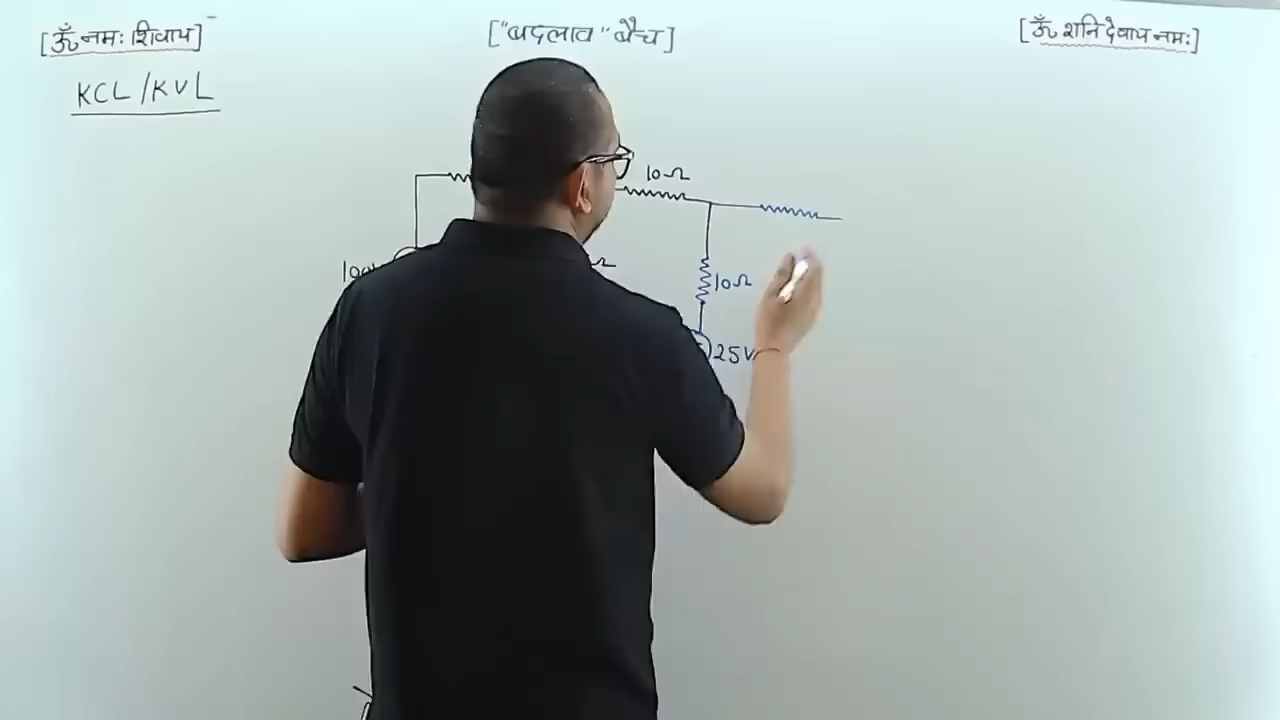 [ॐ नमः शिवाय]
["बदलाव" बैच]
[ॐ शनि देवाय नमः]
KCL/KVL
10Ω
10Ω
25V